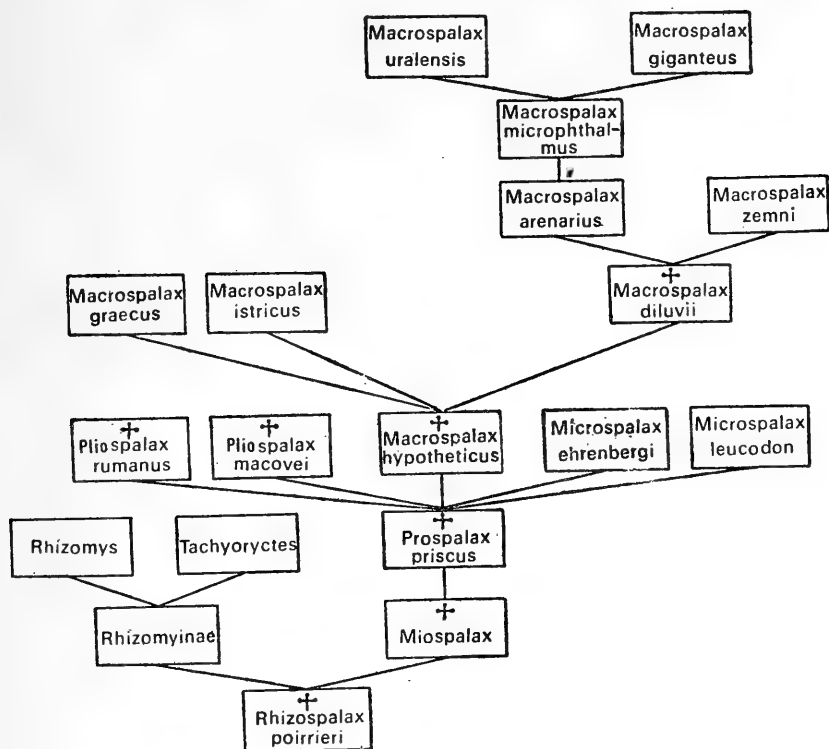 Macrospalax
uralensis
Macrospalax
giganteus
Macrospalax
microphthal-
mus
Macrospalax
arenarius
Macrospalax
zemni
Macrospalax
graecus
Macrospalax
istricus
Macrospalax
diluvii
Pliospalax
rumanus
Pliospalax
macovei
Macrospalax
hypotheticus
Microspalax
ehrenbergi
Microspalax
leucodon
Rhizomys
Tachyoryctes
Prospalax
priscus
Rhizomyinae
Miospalax
Rhizospalax
poirrieri